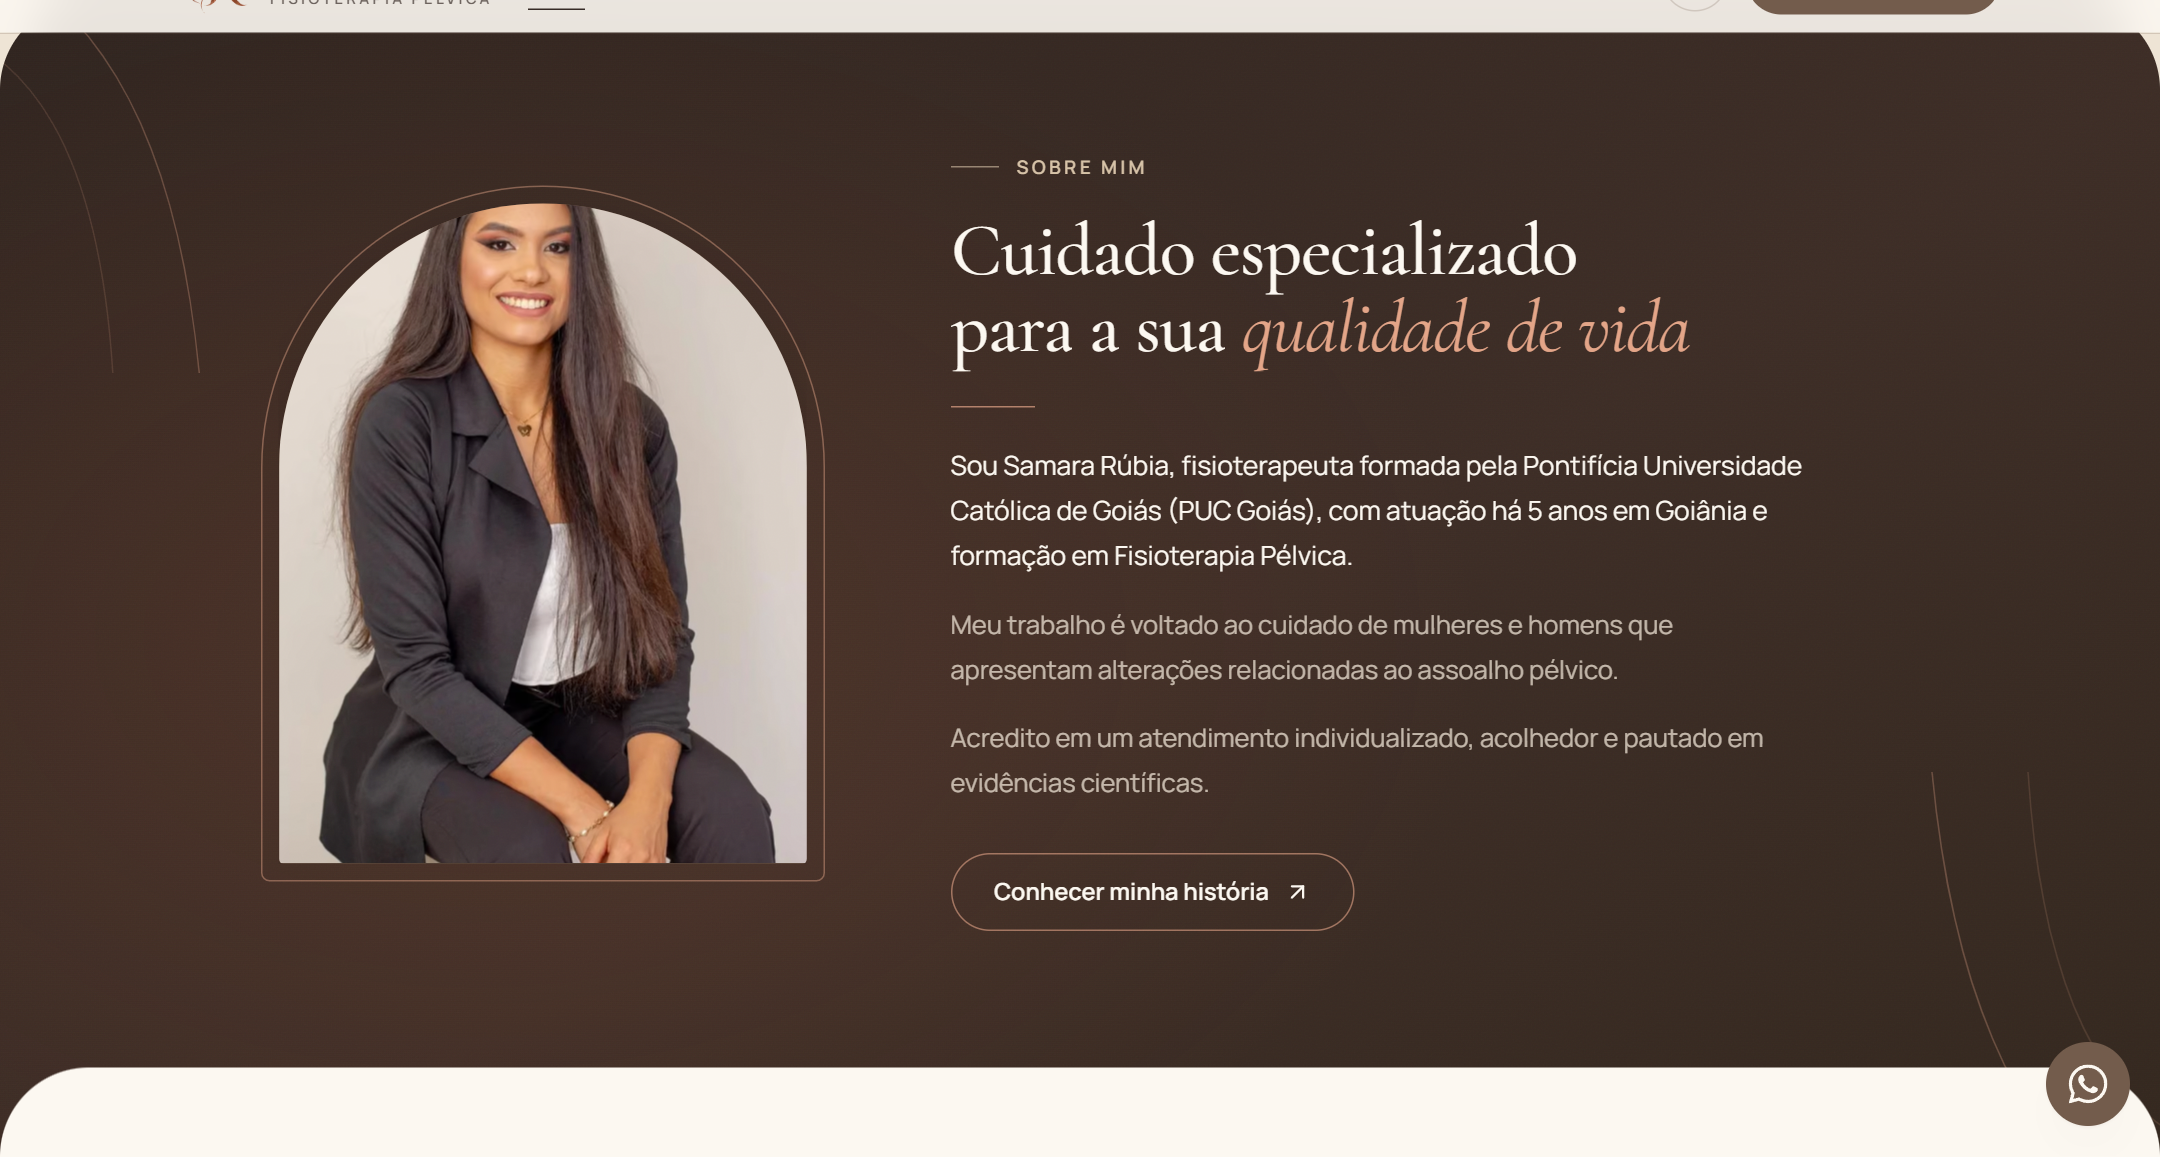 FISIOTERAPIA PÉLVICA
SOBRE MIM
Cuidado especializado
para a sua qualidade de vida
Sou Samara Rúbia, fisioterapeuta formada pela Pontifícia Universidade
Católica de Goiás (PUC Goiás), com atuação há 5 anos em Goiânia e
formação em Fisioterapia Pélvica.
Meu trabalho é voltado ao cuidado de mulheres e homens que
apresentam alterações relacionadas ao assoalho pélvico.
Acredito em um atendimento individualizado, acolhedor e pautado em
evidências científicas.
Conhecer minha história